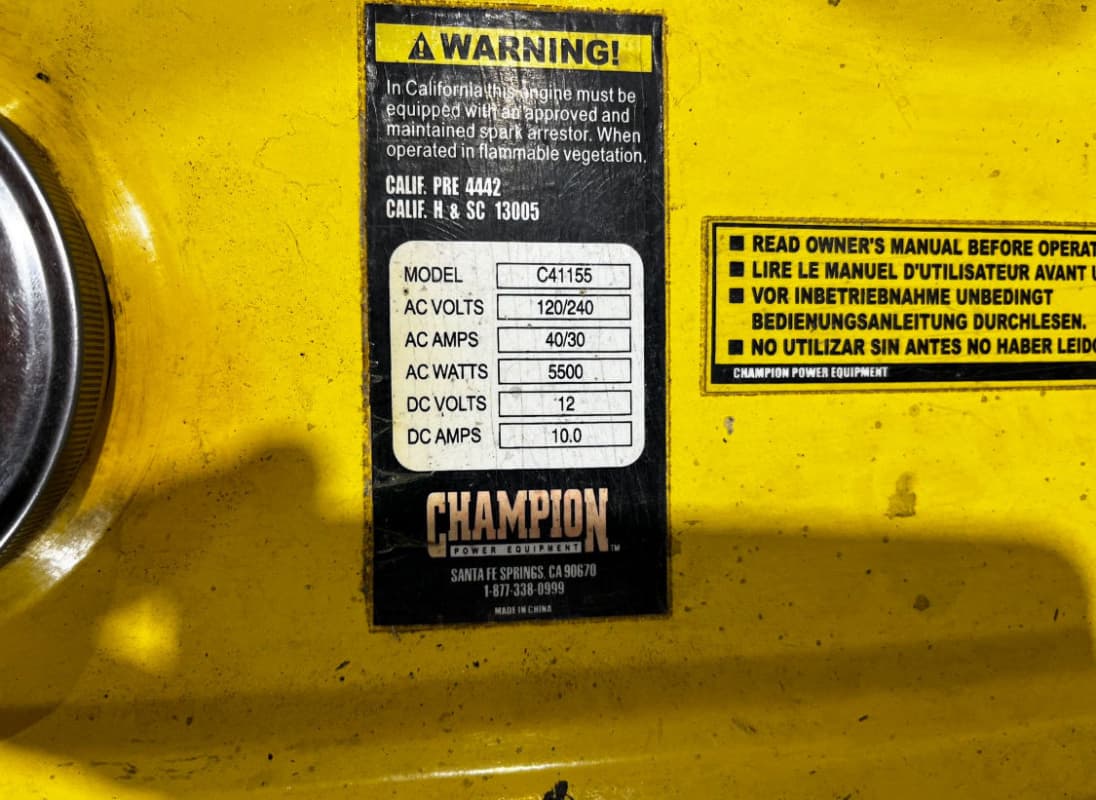 WARNING!
In California this engine must be
equipped with an approved and
maintained spark arrestor. When
operated in flammable vegetation.
CALIF. PRE 4442
CALIF. H & SC 13005
MODEL C41155
AC VOLTS 120/240
AC AMPS 40/30
AC WATTS 5500
DC VOLTS 12
DC AMPS 10.0
CHAMPION
POWER EQUIPMENT TM
SANTA FE SPRINGS, CA 90670
1-877-338-0999
MADE IN CHINA
READ OWNER'S MANUAL BEFORE OPERAT
LIRE LE MANUEL D'UTILISATEUR AVANT
VOR INBETRIEBNAHME UNBEDINGT
BEDIENUNGSANLEITUNG DURCHLESEN.
NO UTILIZAR SIN ANTES NO HABER LEIDO
CHAMPION POWER EQUIPMENT